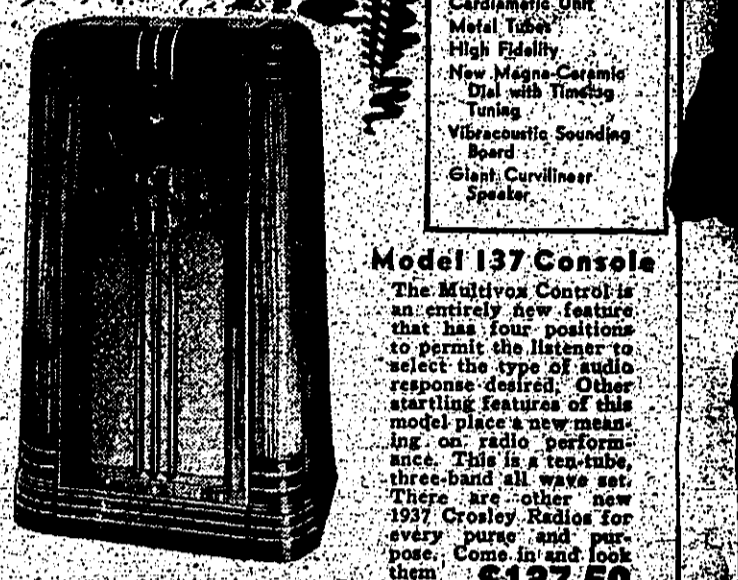 Cardiamatic Unit
Metal Tubes
High Fidelity
New Magna-Ceramic
Dial with Timelog
Tuning
Vibracoustic Sounding
Board
Giant Curvilinear
Speaker
Model 137 Console
The Multivox Control is
an entirely new feature
that has four positions
to permit the listener to
select the type of audio
response desired. Other
startling features of this
model place a new mean-
ing on radio perform-
ance. This is a ten-tube,
three-band all wave set.
There are other new
1937 Crosley Radios for
every purse and pur-
pose. Come in and look
them $137.50